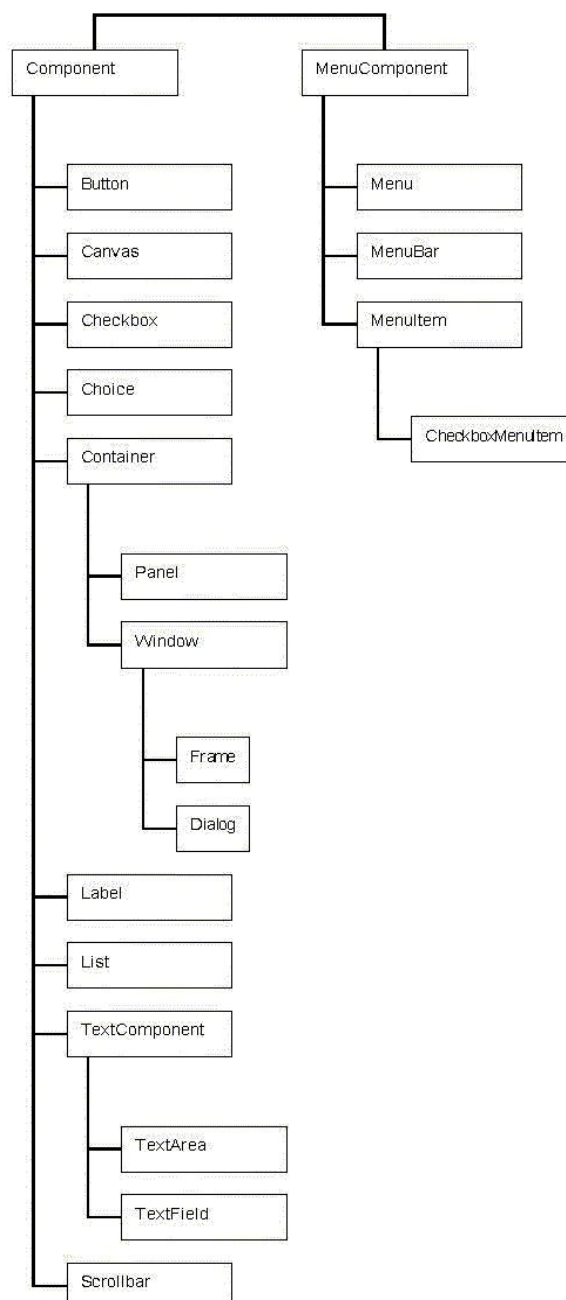 Component
MenuComponent
Button
Menu
Canvas
MenuBar
Checkbox
MenuItem
Choice
CheckboxMenuItem
Container
Panel
Window
Frame
Dialog
Label
List
TextComponent
TextArea
TextField
Scrollbar